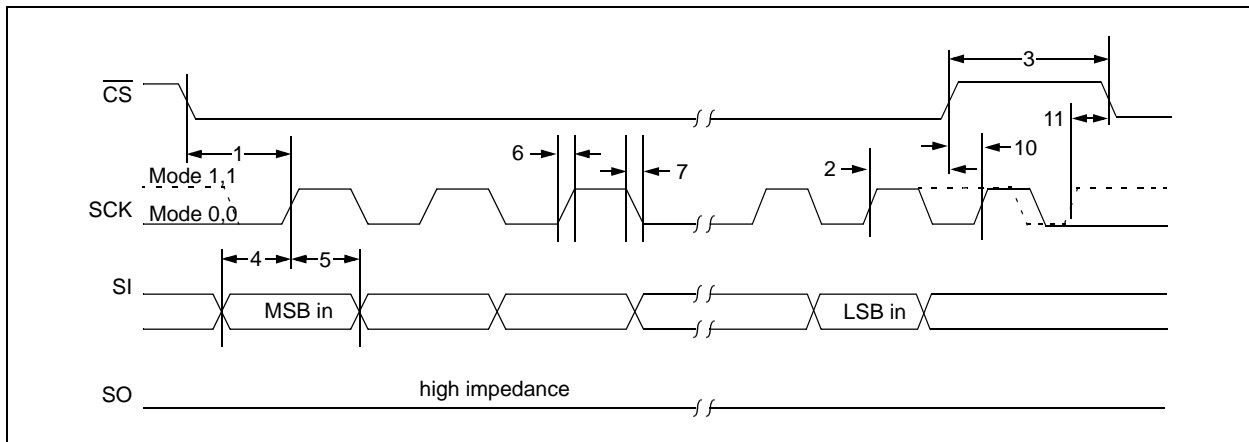 3
CS
11
1
6
7
2
10
Mode 1,1
SCK
Mode 0,0
4
5
SI
MSB in
LSB in
SO
high impedance